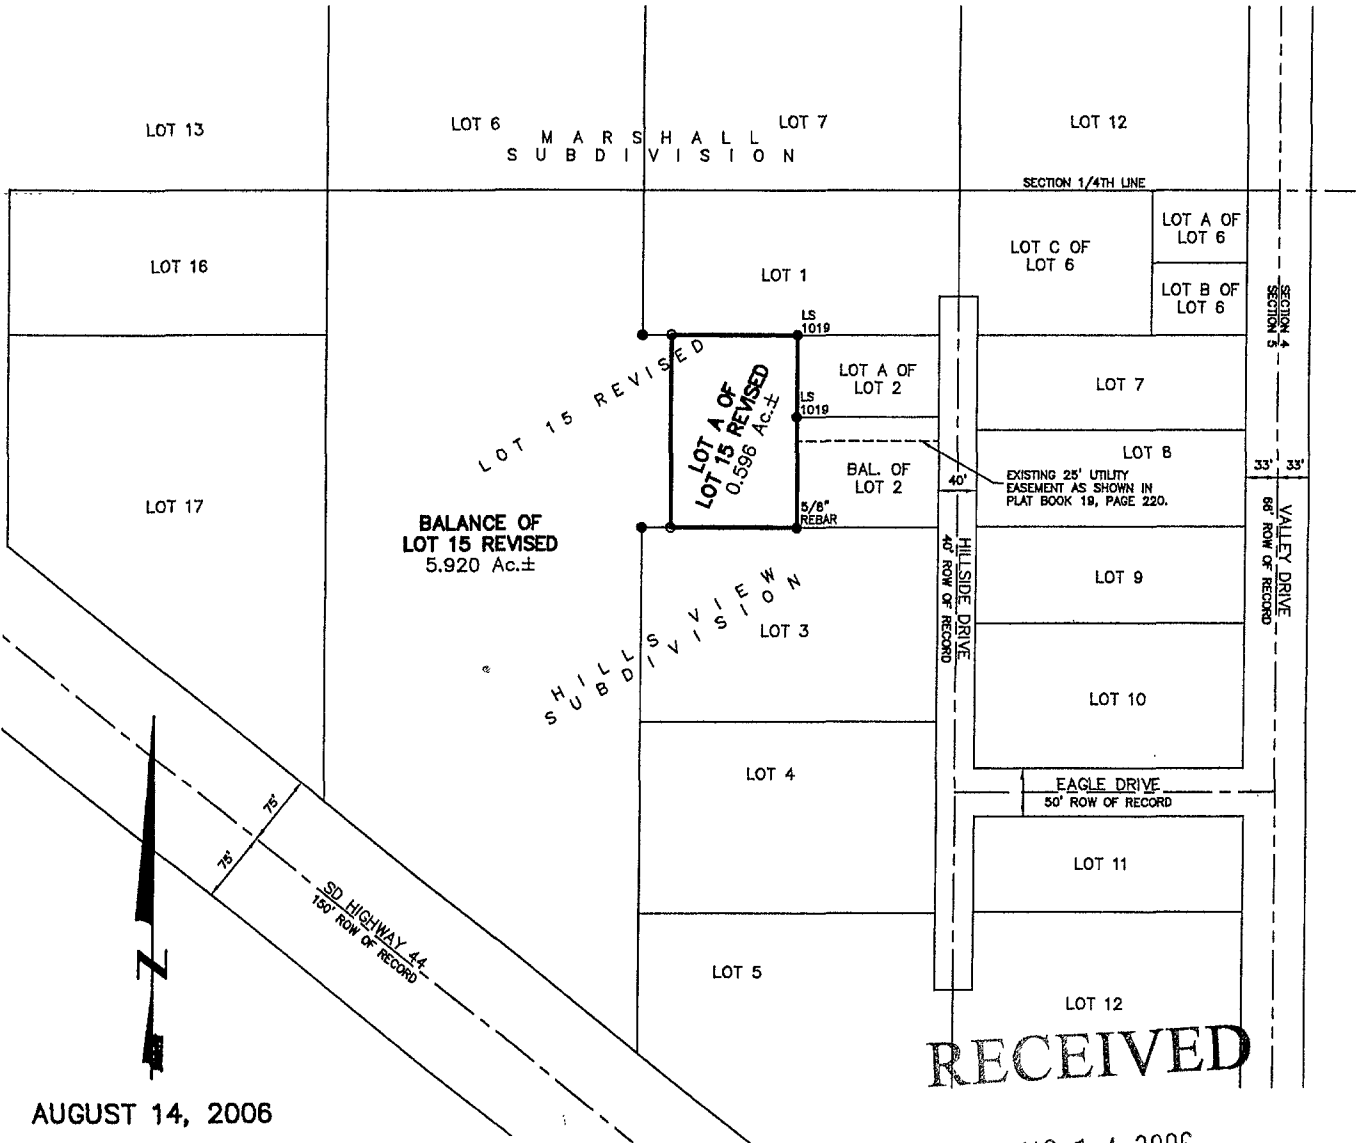 LOT 13
LOT 6
LOT 7
LOT 12
MARSHALL
SUBDIVISION
SECTION 1/4TH LINE
LOT 16
LOT 1
LOT C OF
LOT 6
LOT A OF
LOT 6
LOT B OF
LOT 6
SECTION 4
SECTION 5
LS
1019
LOT 15 REVISED
LOT A OF
LOT 15 REVISED
0.596 Ac.±
LOT A OF
LOT 2
LS
1019
LOT 7
LOT 8
BAL. OF
LOT 2
40'
EXISTING 25' UTILITY
EASEMENT AS SHOWN IN
PLAT BOOK 19, PAGE 220.
33' 33'
LOT 17
5/8"
REBAR
BALANCE OF
LOT 15 REVISED
5.920 Ac.±
HILLSIDE DRIVE
40' ROW OF RECORD
VALLEY DRIVE
66' ROW OF RECORD
LOT 9
HILLS VIEW
SUBDIVISION
LOT 3
LOT 10
LOT 4
EAGLE DRIVE
50' ROW OF RECORD
75'
75'
LOT 11
SD HIGHWAY 44
150' ROW OF RECORD
N
LOT 5
LOT 12
RECEIVED
AUGUST 14, 2006